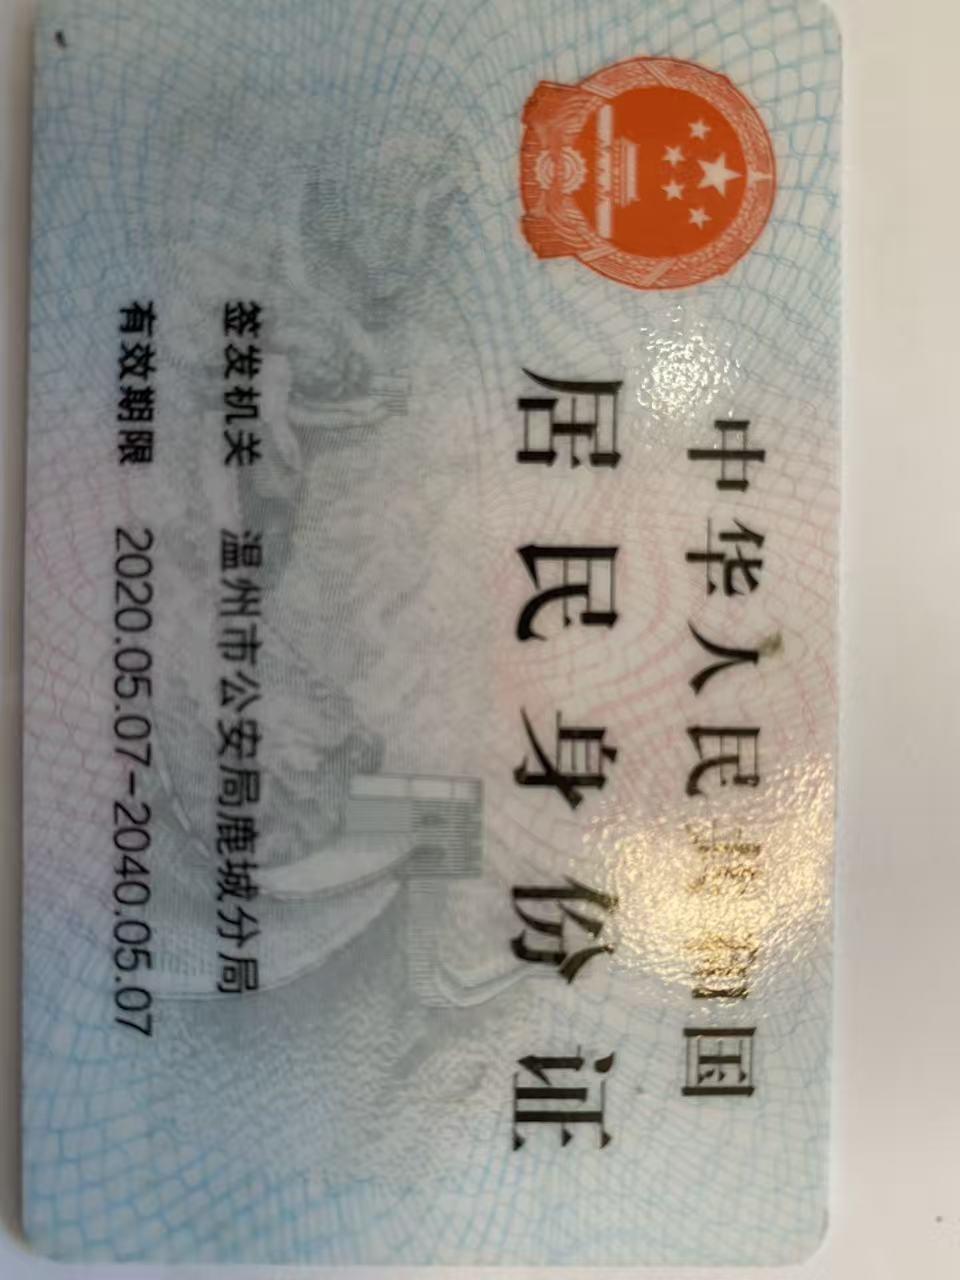 中华人民共和国
居民身份证
签发机关 温州市公安局鹿城分局
有效期限 2020.05.07-2040.05.07